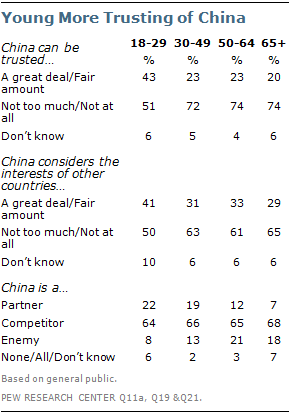 Young More Trusting of China
China can be trusted… 18-29 30-49 50-64 65+
% % % %
A great deal/Fair amount 43 23 23 20
Not too much/Not at all 51 72 74 74
Don't know 6 5 4 6
China considers the interests of other countries…
A great deal/Fair amount 41 31 33 29
Not too much/Not at all 50 63 61 65
Don't know 10 6 6 6
China is a…
Partner 22 19 12 7
Competitor 64 66 65 68
Enemy 8 13 21 18
None/All/Don't know 6 2 3 7
Based on general public.
PEW RESEARCH CENTER Q11a, Q19 &Q21.